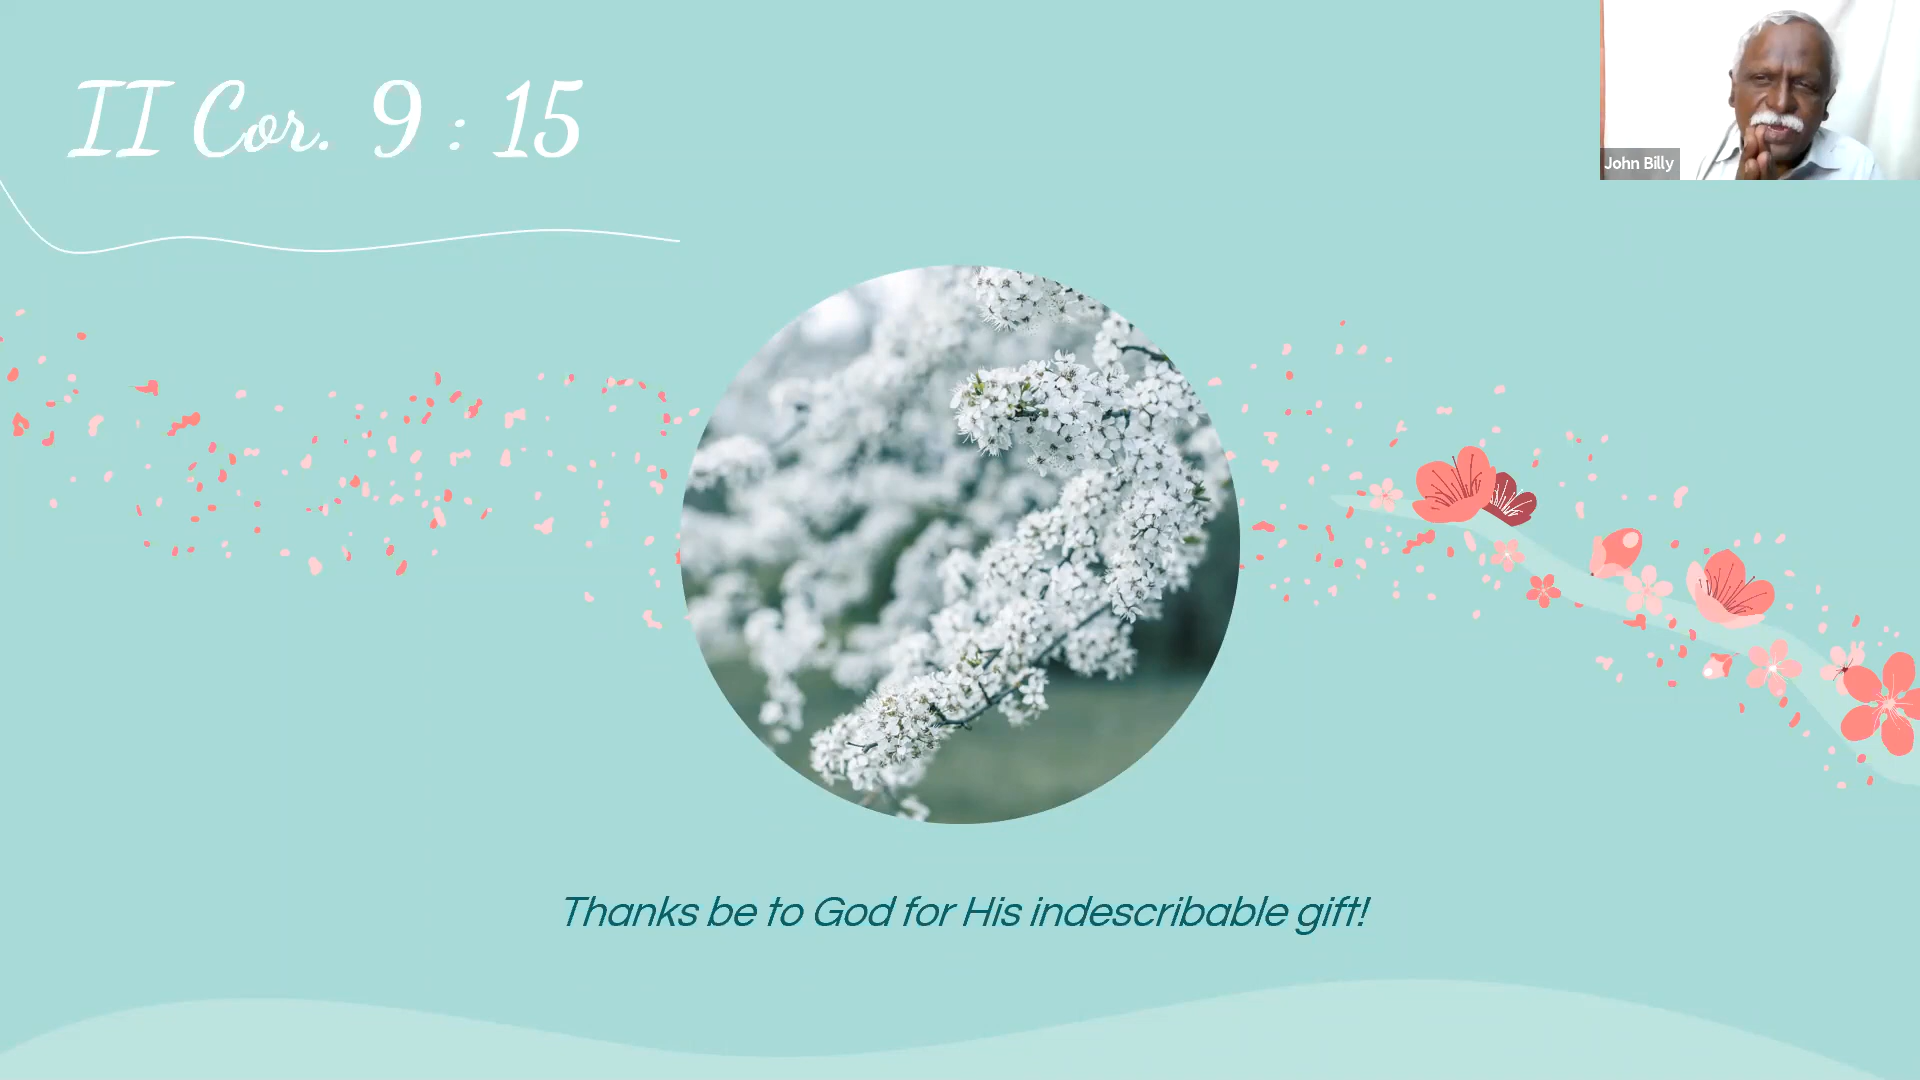 II Cor. 9 : 15
John Billy
Thanks be to God for His indescribable gift!